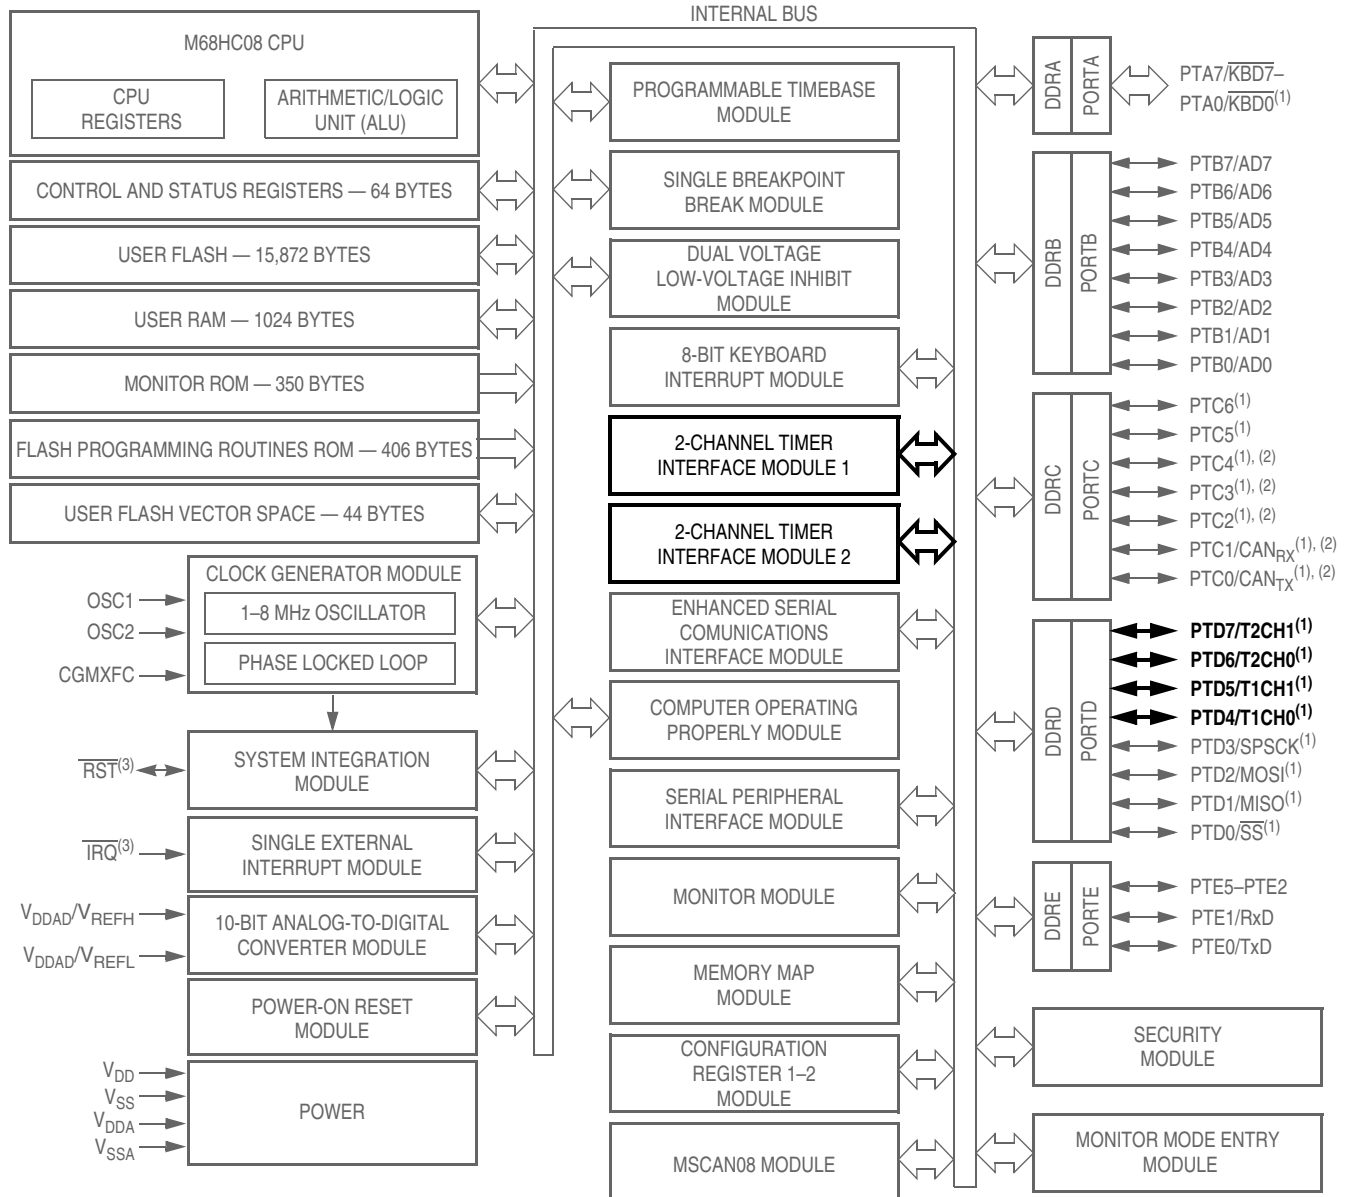 INTERNAL BUS
M68HC08 CPU
CPU
REGISTERS
ARITHMETIC/LOGIC
UNIT (ALU)
CONTROL AND STATUS REGISTERS — 64 BYTES
USER FLASH — 15,872 BYTES
USER RAM — 1024 BYTES
MONITOR ROM — 350 BYTES
FLASH PROGRAMMING ROUTINES ROM — 406 BYTES
USER FLASH VECTOR SPACE — 44 BYTES
CLOCK GENERATOR MODULE
1–8 MHz OSCILLATOR
PHASE LOCKED LOOP
OSC1
OSC2
CGMXFC
SYSTEM INTEGRATION
MODULE
RST(3)
SINGLE EXTERNAL
INTERRUPT MODULE
IRQ(3)
10-BIT ANALOG-TO-DIGITAL
CONVERTER MODULE
VDDAD/VREFH
VDDAD/VREFL
POWER-ON RESET
MODULE
POWER
VDD
VSS
VDDA
VSSA
PROGRAMMABLE TIMEBASE
MODULE
SINGLE BREAKPOINT
BREAK MODULE
DUAL VOLTAGE
LOW-VOLTAGE INHIBIT
MODULE
8-BIT KEYBOARD
INTERRUPT MODULE
2-CHANNEL TIMER
INTERFACE MODULE 1
2-CHANNEL TIMER
INTERFACE MODULE 2
ENHANCED SERIAL
COMUNICATIONS
INTERFACE MODULE
COMPUTER OPERATING
PROPERLY MODULE
SERIAL PERIPHERAL
INTERFACE MODULE
MONITOR MODULE
MEMORY MAP
MODULE
CONFIGURATION
REGISTER 1–2
MODULE
MSCAN08 MODULE
DDRA
PORTA
PTA7/KBD7–
PTA0/KBD0(1)
DDRB
PORTB
PTB7/AD7
PTB6/AD6
PTB5/AD5
PTB4/AD4
PTB3/AD3
PTB2/AD2
PTB1/AD1
PTB0/AD0
DDRC
PORTC
PTC6(1)
PTC5(1)
PTC4(1), (2)
PTC3(1), (2)
PTC2(1), (2)
PTC1/CANRX(1), (2)
PTC0/CANTX(1), (2)
DDRD
PORTD
PTD7/T2CH1(1)
PTD6/T2CH0(1)
PTD5/T1CH1(1)
PTD4/T1CH0(1)
PTD3/SPSCK(1)
PTD2/MOSI(1)
PTD1/MISO(1)
PTD0/SS(1)
DDRE
PORTE
PTE5–PTE2
PTE1/RxD
PTE0/TxD
SECURITY
MODULE
MONITOR MODE ENTRY
MODULE